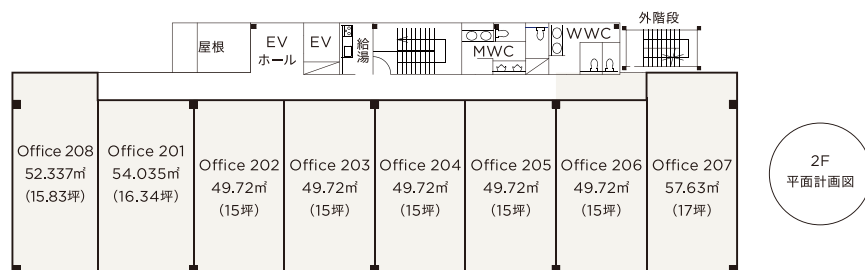 外階段
屋根
EV
ホール
EV
給湯
MWC
WWC
Office 208
52.337㎡
(15.83坪)
Office 201
54.035㎡
(16.34坪)
Office 202
49.72㎡
(15坪)
Office 203
49.72㎡
(15坪)
Office 204
49.72㎡
(15坪)
Office 205
49.72㎡
(15坪)
Office 206
49.72㎡
(15坪)
Office 207
57.63㎡
(17坪)
2F
平面計画図